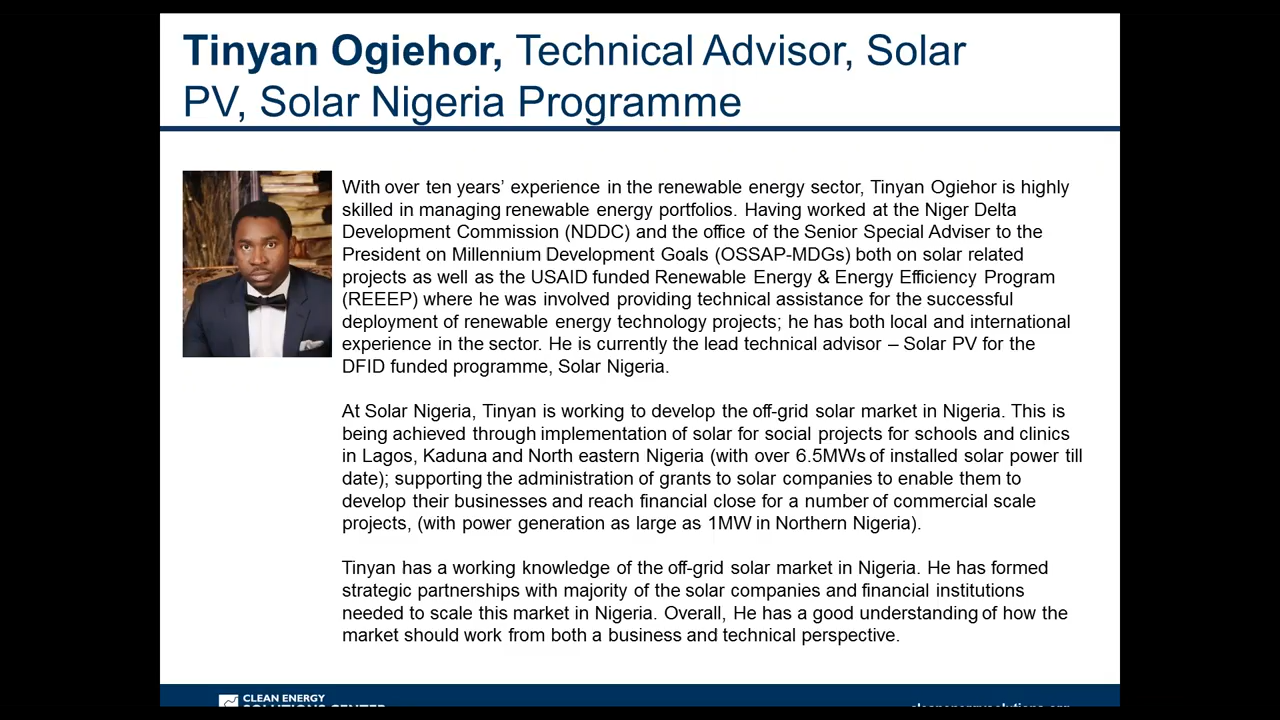 Tinyan Ogiehor, Technical Advisor, Solar
PV, Solar Nigeria Programme
With over ten years’ experience in the renewable energy sector, Tinyan Ogiehor is highly
skilled in managing renewable energy portfolios. Having worked at the Niger Delta
Development Commission (NDDC) and the office of the Senior Special Adviser to the
President on Millennium Development Goals (OSSAP-MDGs) both on solar related
projects as well as the USAID funded Renewable Energy & Energy Efficiency Program
(REEEP) where he was involved providing technical assistance for the successful
deployment of renewable energy technology projects; he has both local and international
experience in the sector. He is currently the lead technical advisor – Solar PV for the
DFID funded programme, Solar Nigeria.
At Solar Nigeria, Tinyan is working to develop the off-grid solar market in Nigeria. This is
being achieved through implementation of solar for social projects for schools and clinics
in Lagos, Kaduna and North eastern Nigeria (with over 6.5MWs of installed solar power till
date); supporting the administration of grants to solar companies to enable them to
develop their businesses and reach financial close for a number of commercial scale
projects, (with power generation as large as 1MW in Northern Nigeria).
Tinyan has a working knowledge of the off-grid solar market in Nigeria. He has formed
strategic partnerships with majority of the solar companies and financial institutions
needed to scale this market in Nigeria. Overall, He has a good understanding of how the
market should work from both a business and technical perspective.
CLEAN ENERGY
SOLUTIONS CENTER
cleanenergysolutions.org